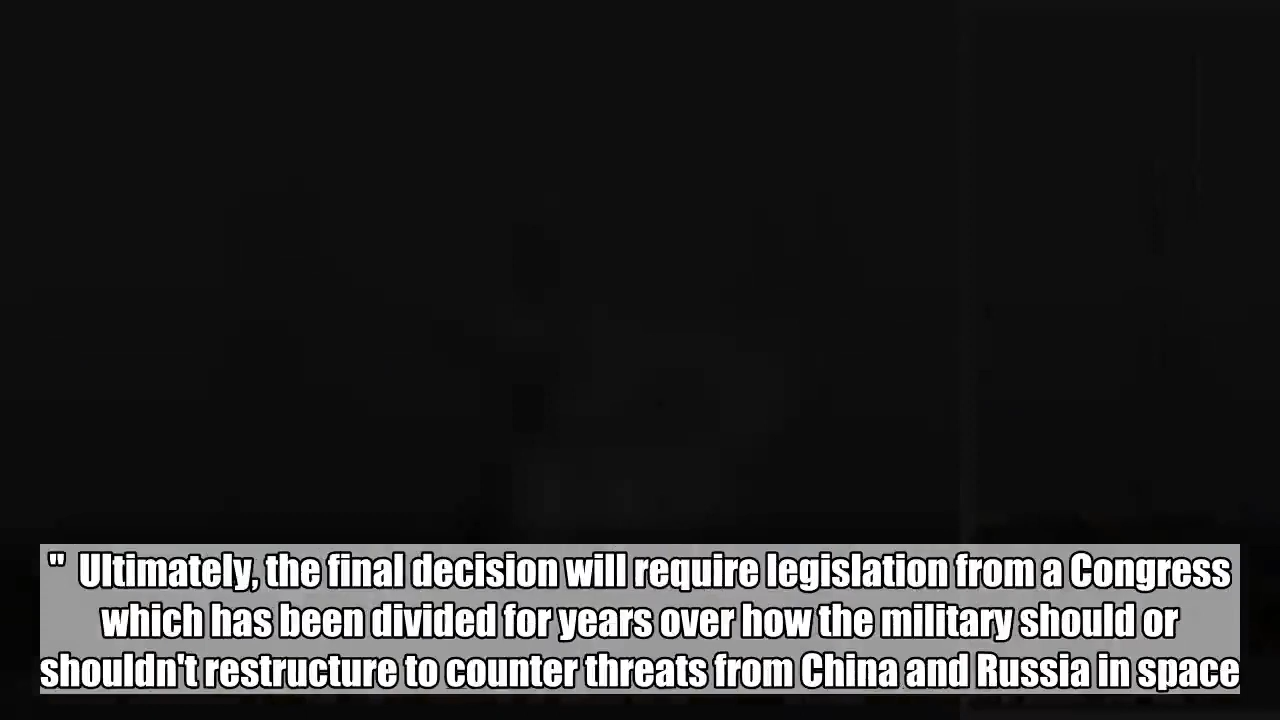 " Ultimately, the final decision will require legislation from a Congress
which has been divided for years over how the military should or
shouldn't restructure to counter threats from China and Russia in space